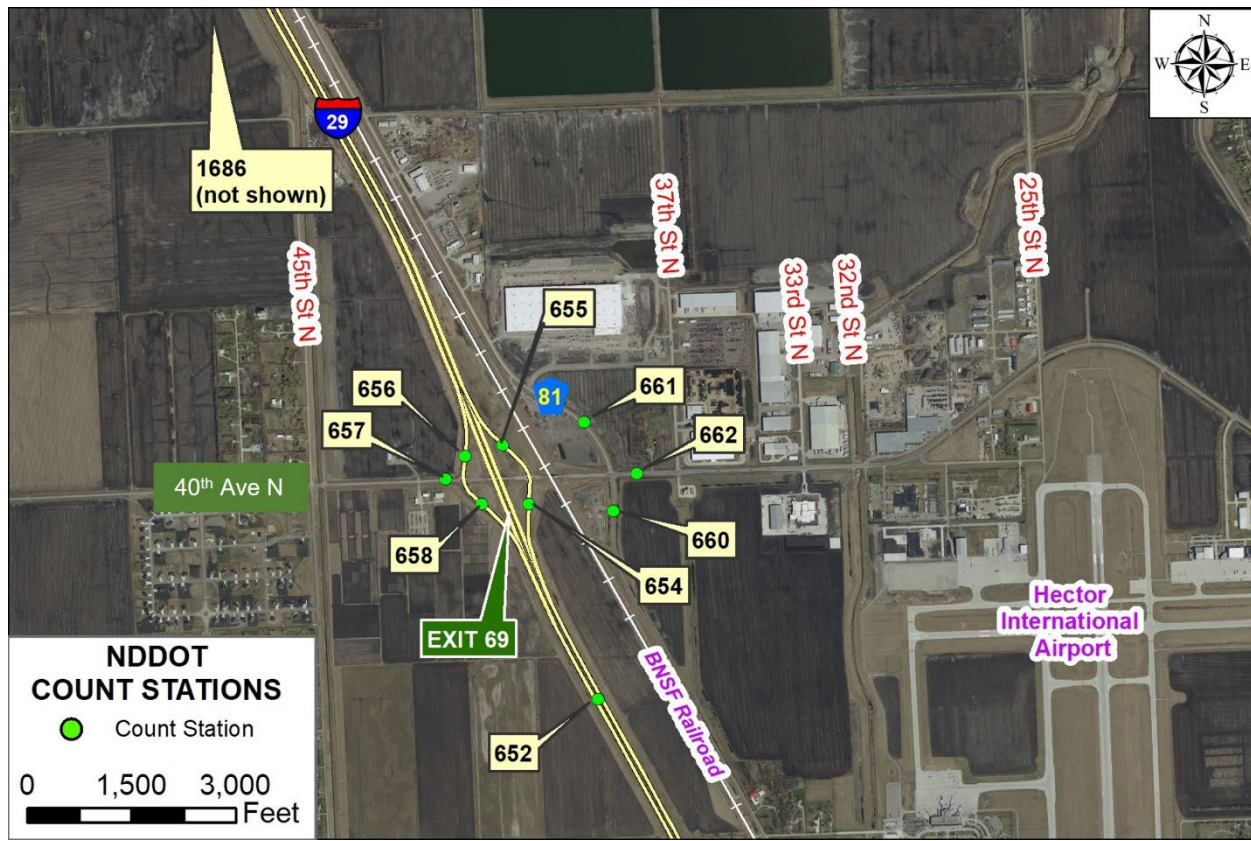 N
W
E
S
29
1686
(not shown)
37th St N
25th St N
45th St N
33rd St N
32nd St N
655
656
81
661
657
662
40th Ave N
658
660
654
EXIT 69
Hector
International
Airport
BNSF Railroad
652
NDDOT
COUNT STATIONS
Count Station
0
1,500
3,000
Feet